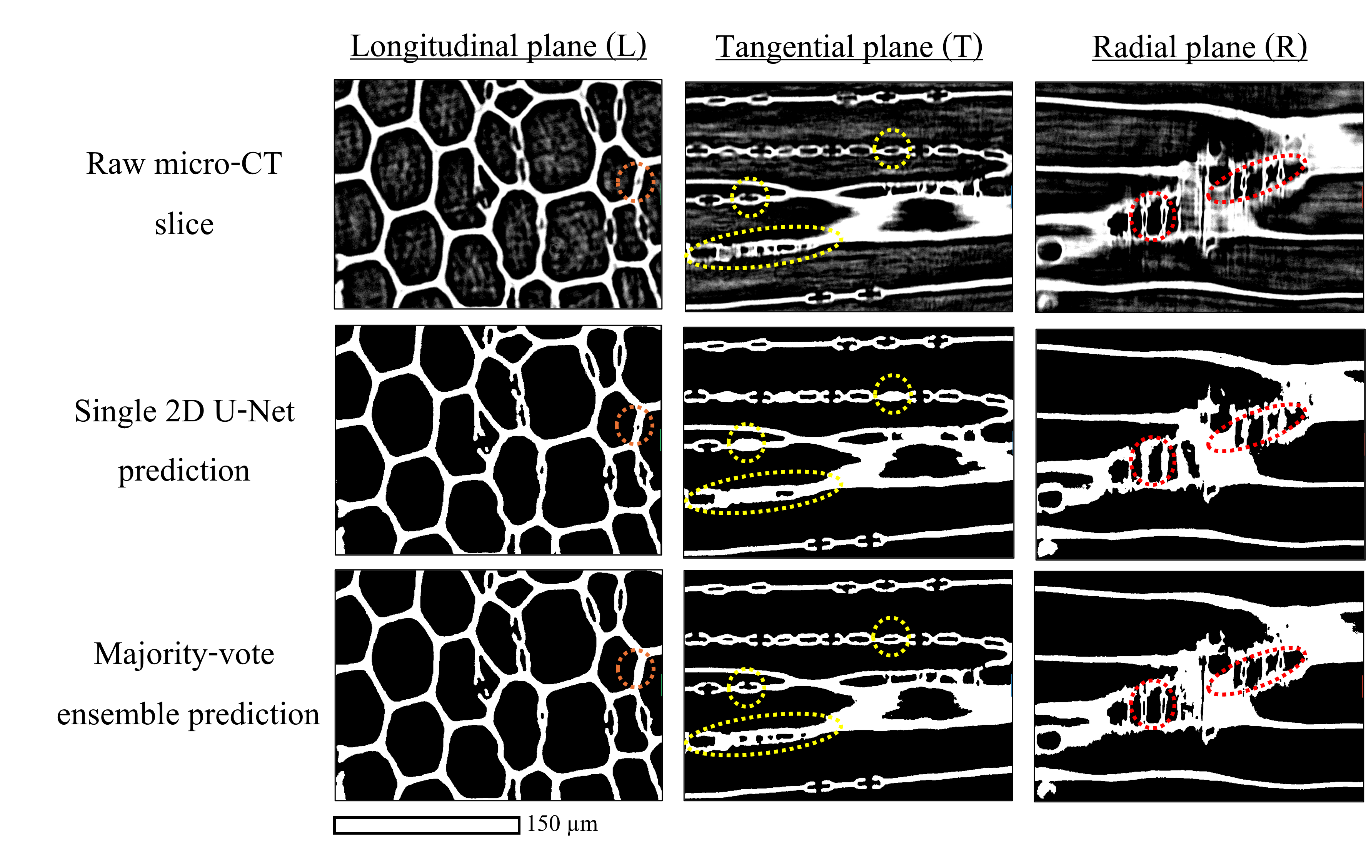 Longitudinal plane (L)
Tangential plane (T)
Radial plane (R)
Raw micro-CT
slice
Single 2D U-Net
prediction
Majority-vote
ensemble prediction
150 µm